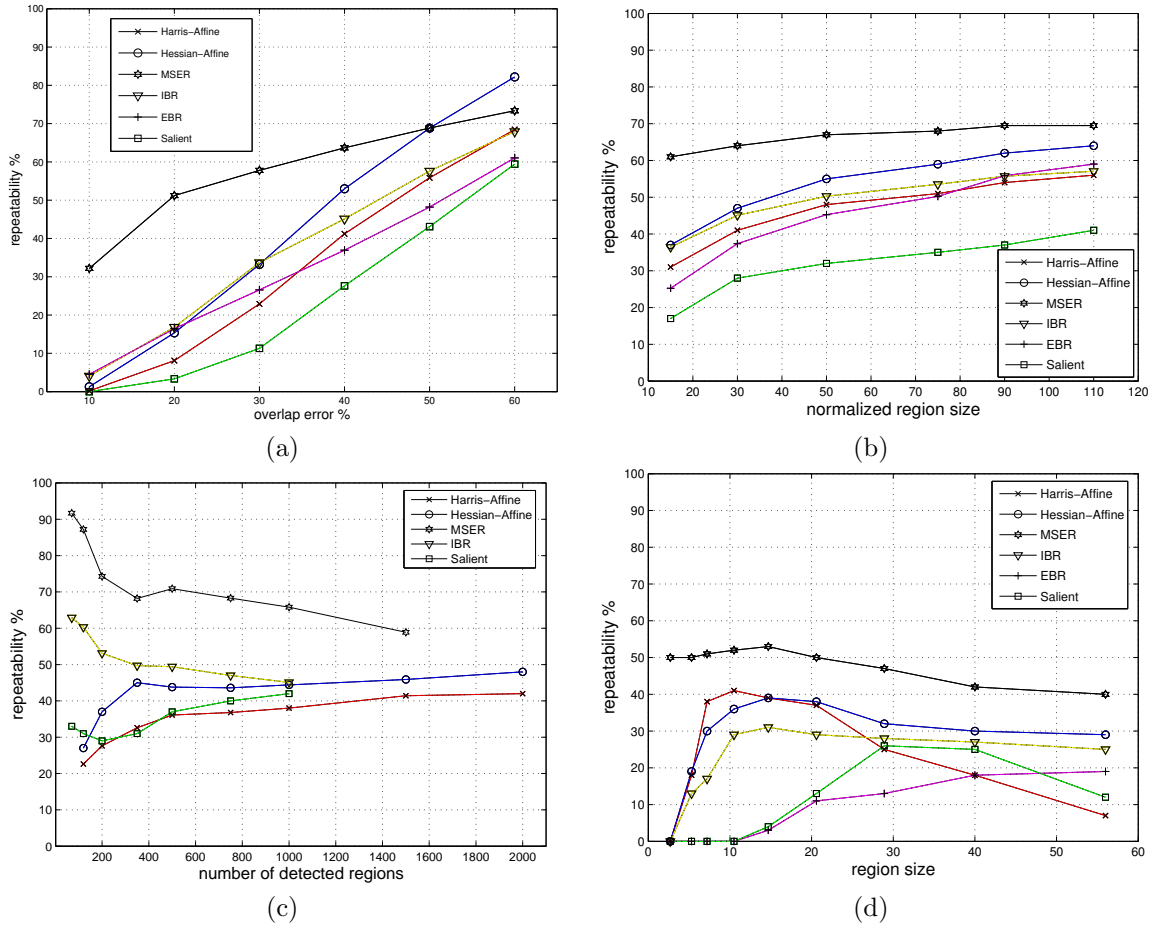 100
90
80
70
60
50
40
30
20
10
0
repeatability %
Harris-Affine
Hessian-Affine
MSER
IBR
EBR
Salient
10 20 30 40 50 60
overlap error %
(a)
100
90
80
70
60
50
40
30
20
10
0
repeatability %
Harris-Affine
Hessian-Affine
MSER
IBR
EBR
Salient
10 20 30 40 50 60 70 80 90 100 110 120
normalized region size
(b)
100
90
80
70
60
50
40
30
20
10
0
repeatability %
Harris-Affine
Hessian-Affine
MSER
IBR
Salient
200 400 600 800 1000 1200 1400 1600 1800 2000
number of detected regions
(c)
100
90
80
70
60
50
40
30
20
10
0
repeatability %
Harris-Affine
Hessian-Affine
MSER
IBR
EBR
Salient
0 10 20 30 40 50 60
region size
(d)